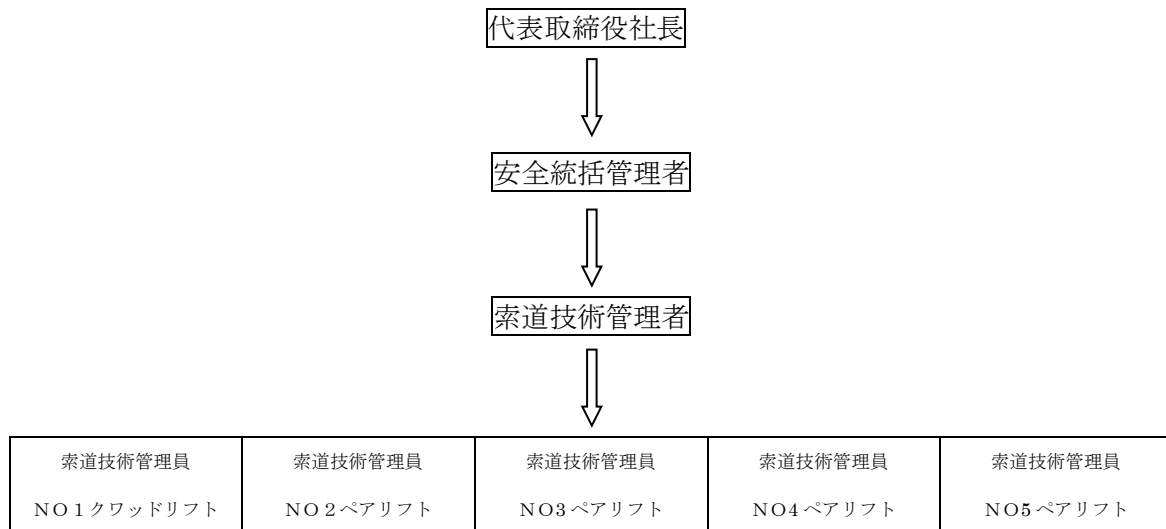 代表取締役社長
安全統括管理者
索道技術管理者
索道技術管理員 索道技術管理員 索道技術管理員 索道技術管理員 索道技術管理員
NO１クワッドリフト NO２ペアリフト NO3ペアリフト NO4ペアリフト NO5ペアリフト